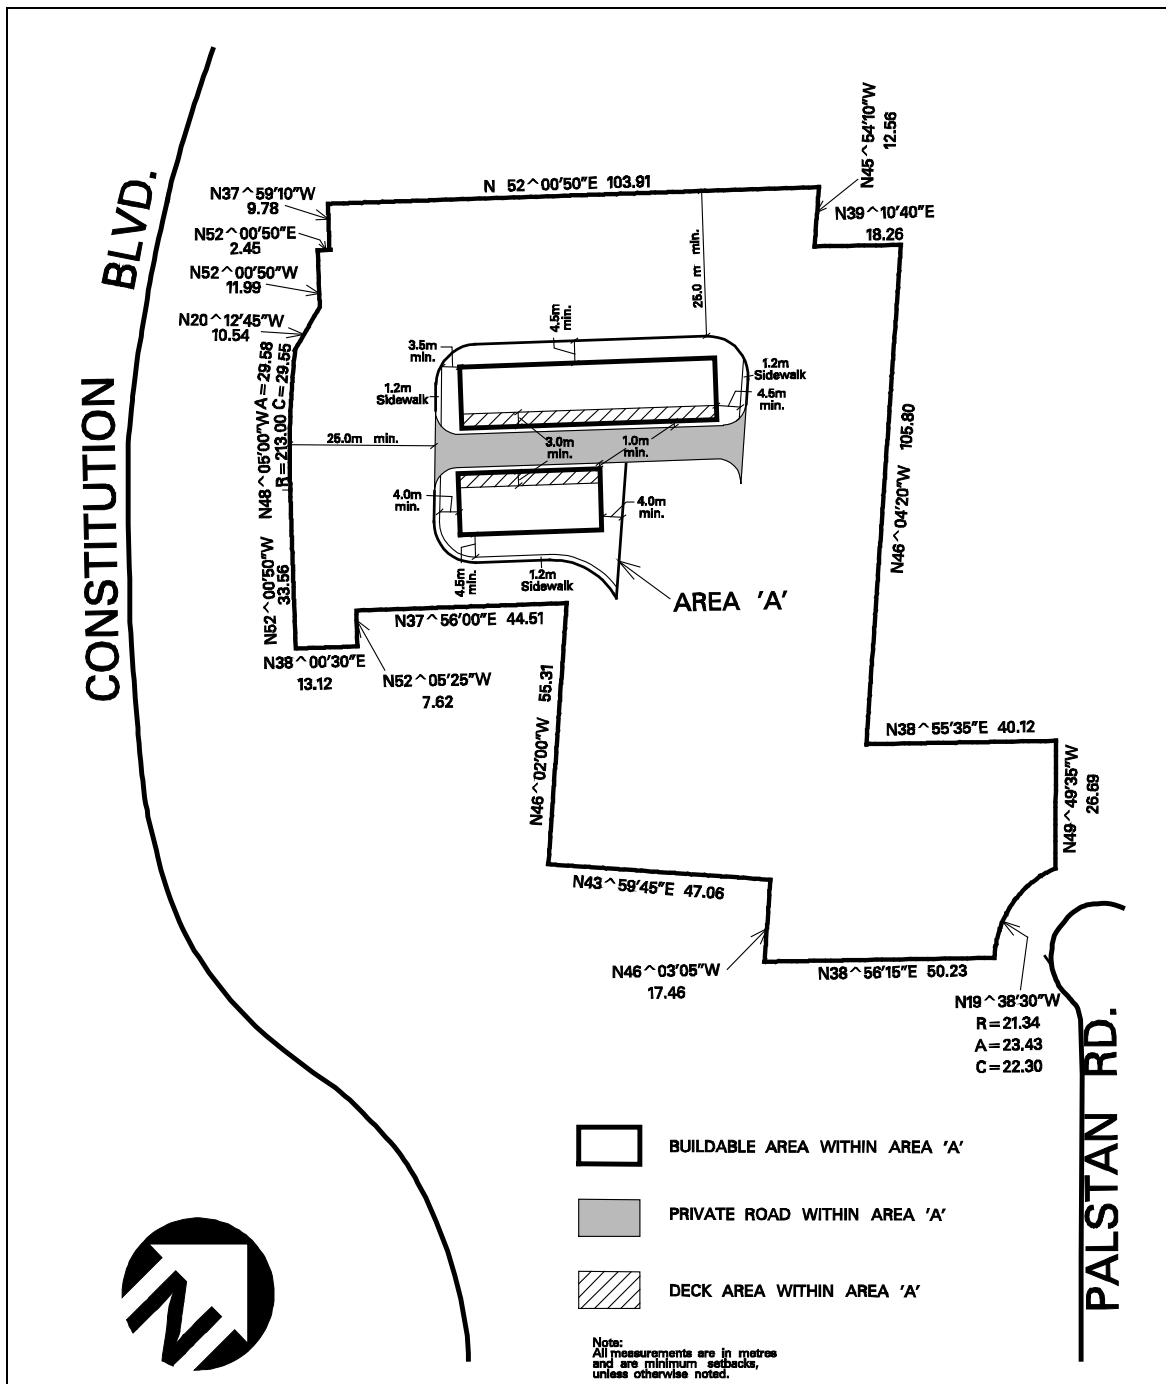 N45^54'10"W
12.56
N 52^00'50"E 103.91
N37^59'10"W
9.78
N39^10'40"E
18.26
N52^00'50"E
2.45
BLVD.
25.0 m min.
N52^00'50"W
11.99
N20^12'45"W
10.54
4.5m
min.
3.5m
min.
1.2m
Sidewalk
1.2m
Sidewalk
4.5m
min.
N48^05'00"W A=29.58
R=213.00 C=29.55
CONSTITUTION
25.0m min.
3.0m
min.
1.0m
min.
N46^04'20"W 105.80
4.0m
min.
4.0m
min.
4.5m
min.
1.2m
Sidewalk
N52^00'50"W
33.56
AREA 'A'
N37^56'00"E 44.51
N38^00'30"E
13.12
N52^05'25"W
7.62
N46^02'00"W 55.31
N38^55'35"E 40.12
N49^49'35"W
26.69
N43^59'45"E 47.06
N46^03'05"W
17.46
N38^56'15"E 50.23
N19^38'30"W
R=21.34
A=23.43
C=22.30
PALSTAN RD.
BUILDABLE AREA WITHIN AREA 'A'
PRIVATE ROAD WITHIN AREA 'A'
DECK AREA WITHIN AREA 'A'
N
Note:
All measurements are in metres
and are minimum setbacks,
unless otherwise noted.